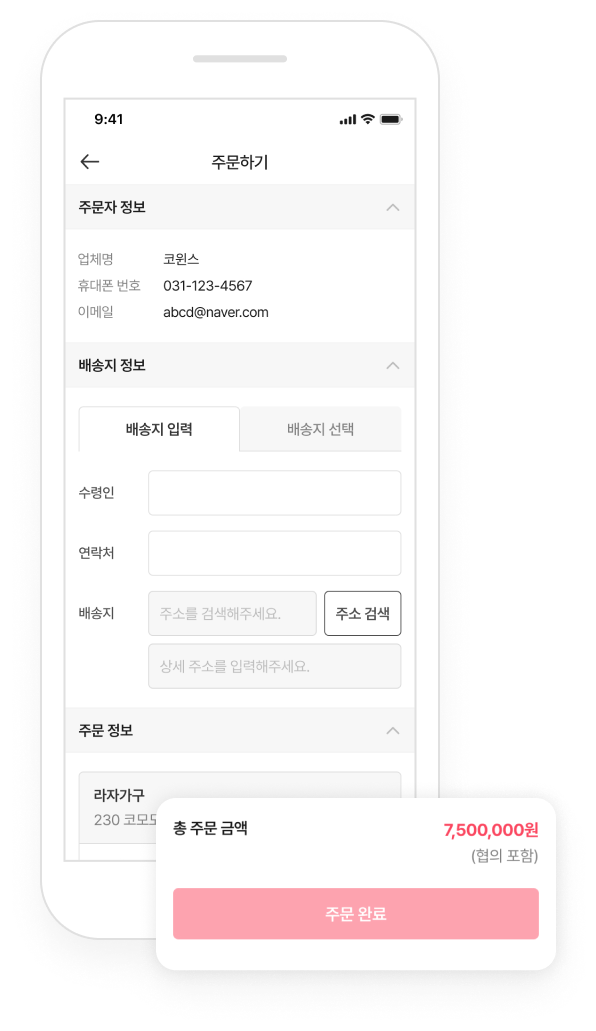 9:41
주문하기
주문자 정보
업체명 코윈스
휴대폰 번호 031-123-4567
이메일 abcd@naver.com
배송지 정보
배송지 입력 배송지 선택
수령인
연락처
배송지 주소를 검색해주세요. 주소 검색
상세 주소를 입력해주세요.
주문 정보
라자가구
230 코모
총 주문 금액 7,500,000원
(협의 포함)
주문 완료